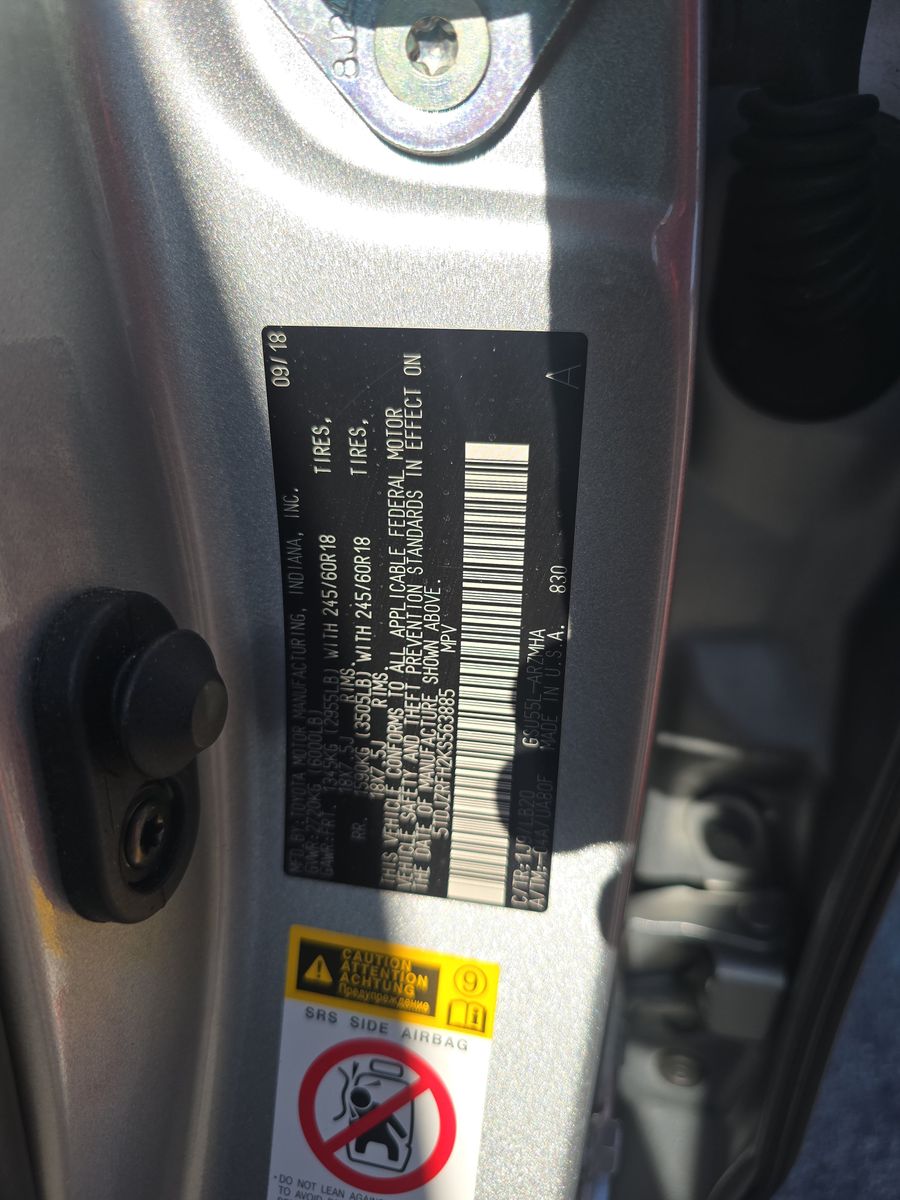 8J2
MFD.BY:TOYOTA MOTOR MANUFACTURING, INDIANA, INC. 09/18
GVWR 2720KG (6000LB)
GAWR FRT. 1345KG (2955LB) WITH 245/60R18 TIRES,
18X7.5J RIMS
RR. 1590KG (3505LB) WITH 245/60R18 TIRES,
18X7.5J RIMS.
THIS VEHICLE CONFORMS TO ALL APPLICABLE FEDERAL MOTOR
VEHICLE SAFETY AND THEFT PREVENTION STANDARDS IN EFFECT ON
THE DATE OF MANUFACTURE SHOWN ABOVE.
5TDJZRFH2KS563885 MPV
C/TR:1J9/LB20 GSU55L-ARZMHA
/UA80F MADE IN U.S.A. 830 A
CAUTION
ATTENTION
ACHTUNG
Предупреждение
9
SRS SIDE AIRBAG
·DO NOT LEAN AGAINS
TO AVOID